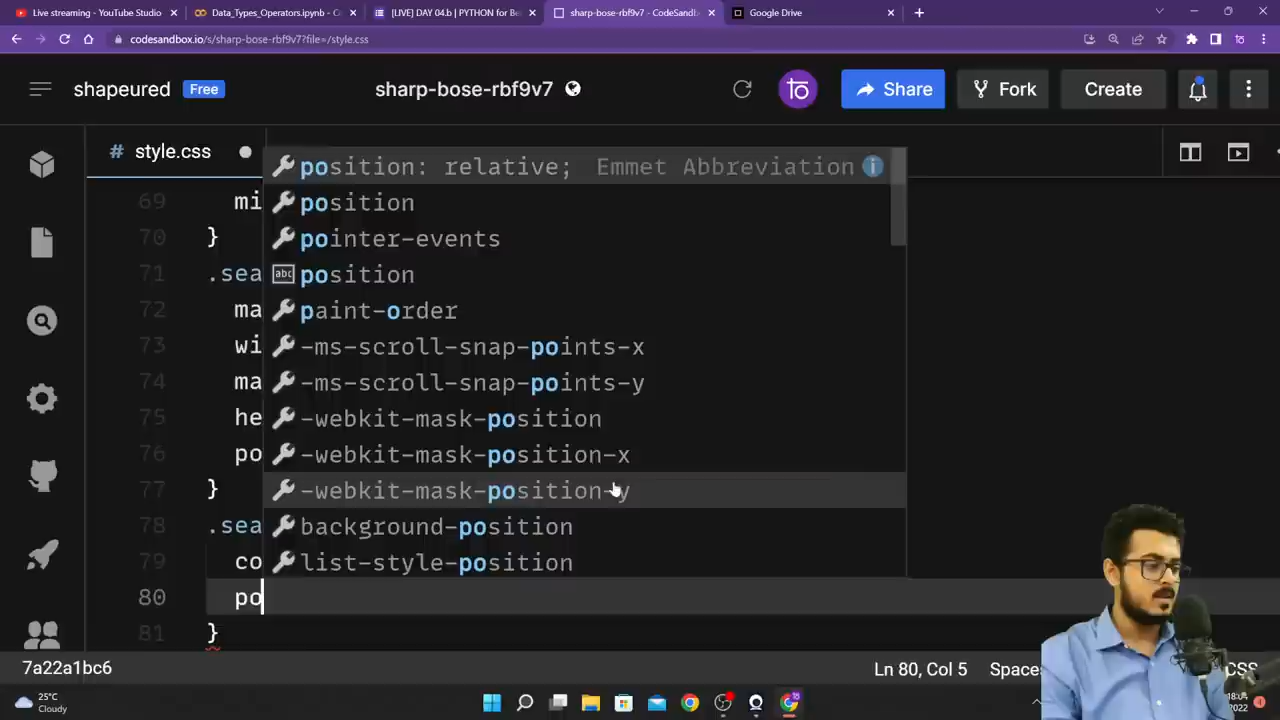 Live streaming - YouTube Studio
Data_Types_Operators.ipynb - C
[LIVE] DAY 04.b | PYTHON for Be
sharp-bose-rbf9v7 - CodeSandb
Google Drive
codesandbox.io/s/sharp-bose-rbf9v7?file=/style.css
shapeured Free
sharp-bose-rbf9v7
Share
Fork
Create
# style.css
position: relative; Emmet Abbreviation
position
pointer-events
position
paint-order
-ms-scroll-snap-points-x
-ms-scroll-snap-points-y
-webkit-mask-position
-webkit-mask-position-x
-webkit-mask-position-y
background-position
list-style-position
69 mi
70 }
71 .sea
72 ma
73 wi
74 ma
75 he
76 po
77 }
78 .sea
79 co
80 po
81 }
7a22a1bc6
Ln 80, Col 5
Spaces
CSS
25°C
Cloudy
2022